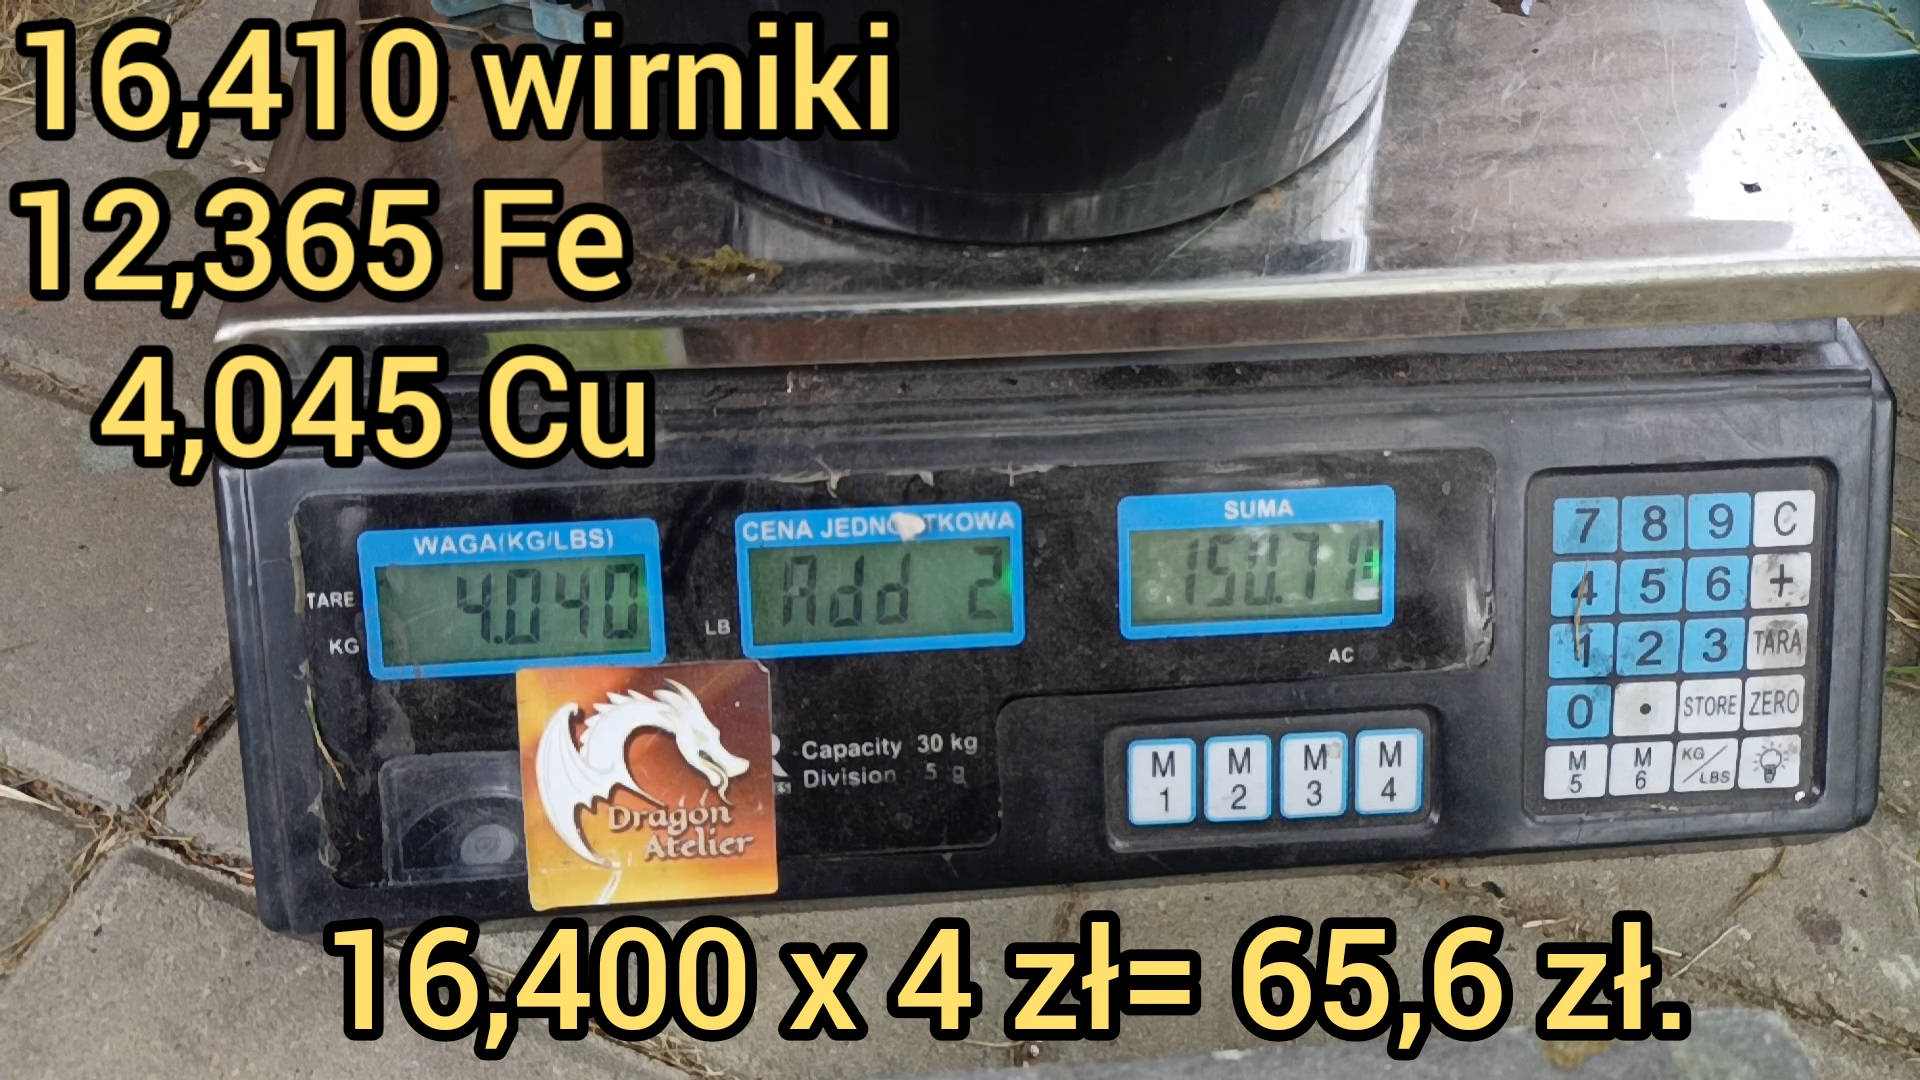 16,410 wirniki
12,365 Fe
4,045 Cu
WAGA(KG/LBS)
4.040
TARE
KG
CENA JEDNOSTKOWA
Add 2
LB
SUMA
AC
7 8 9 C
4 5 6 +
1 2 3 TARA
0 . STORE ZERO
M 5 M 6 KG/LBS
Capacity 30 kg
Division 5 g
M 1 M 2 M 3 M 4
Dragon
Atelier
16,400 x 4 zł= 65,6 zł.